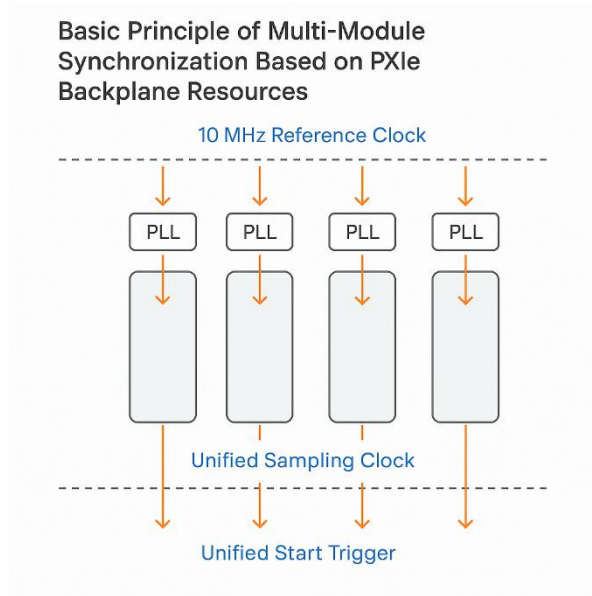 Basic Principle of Multi-Module
Synchronization Based on PXIe
Backplane Resources
10 MHz Reference Clock
PLL PLL PLL PLL
Unified Sampling Clock
Unified Start Trigger